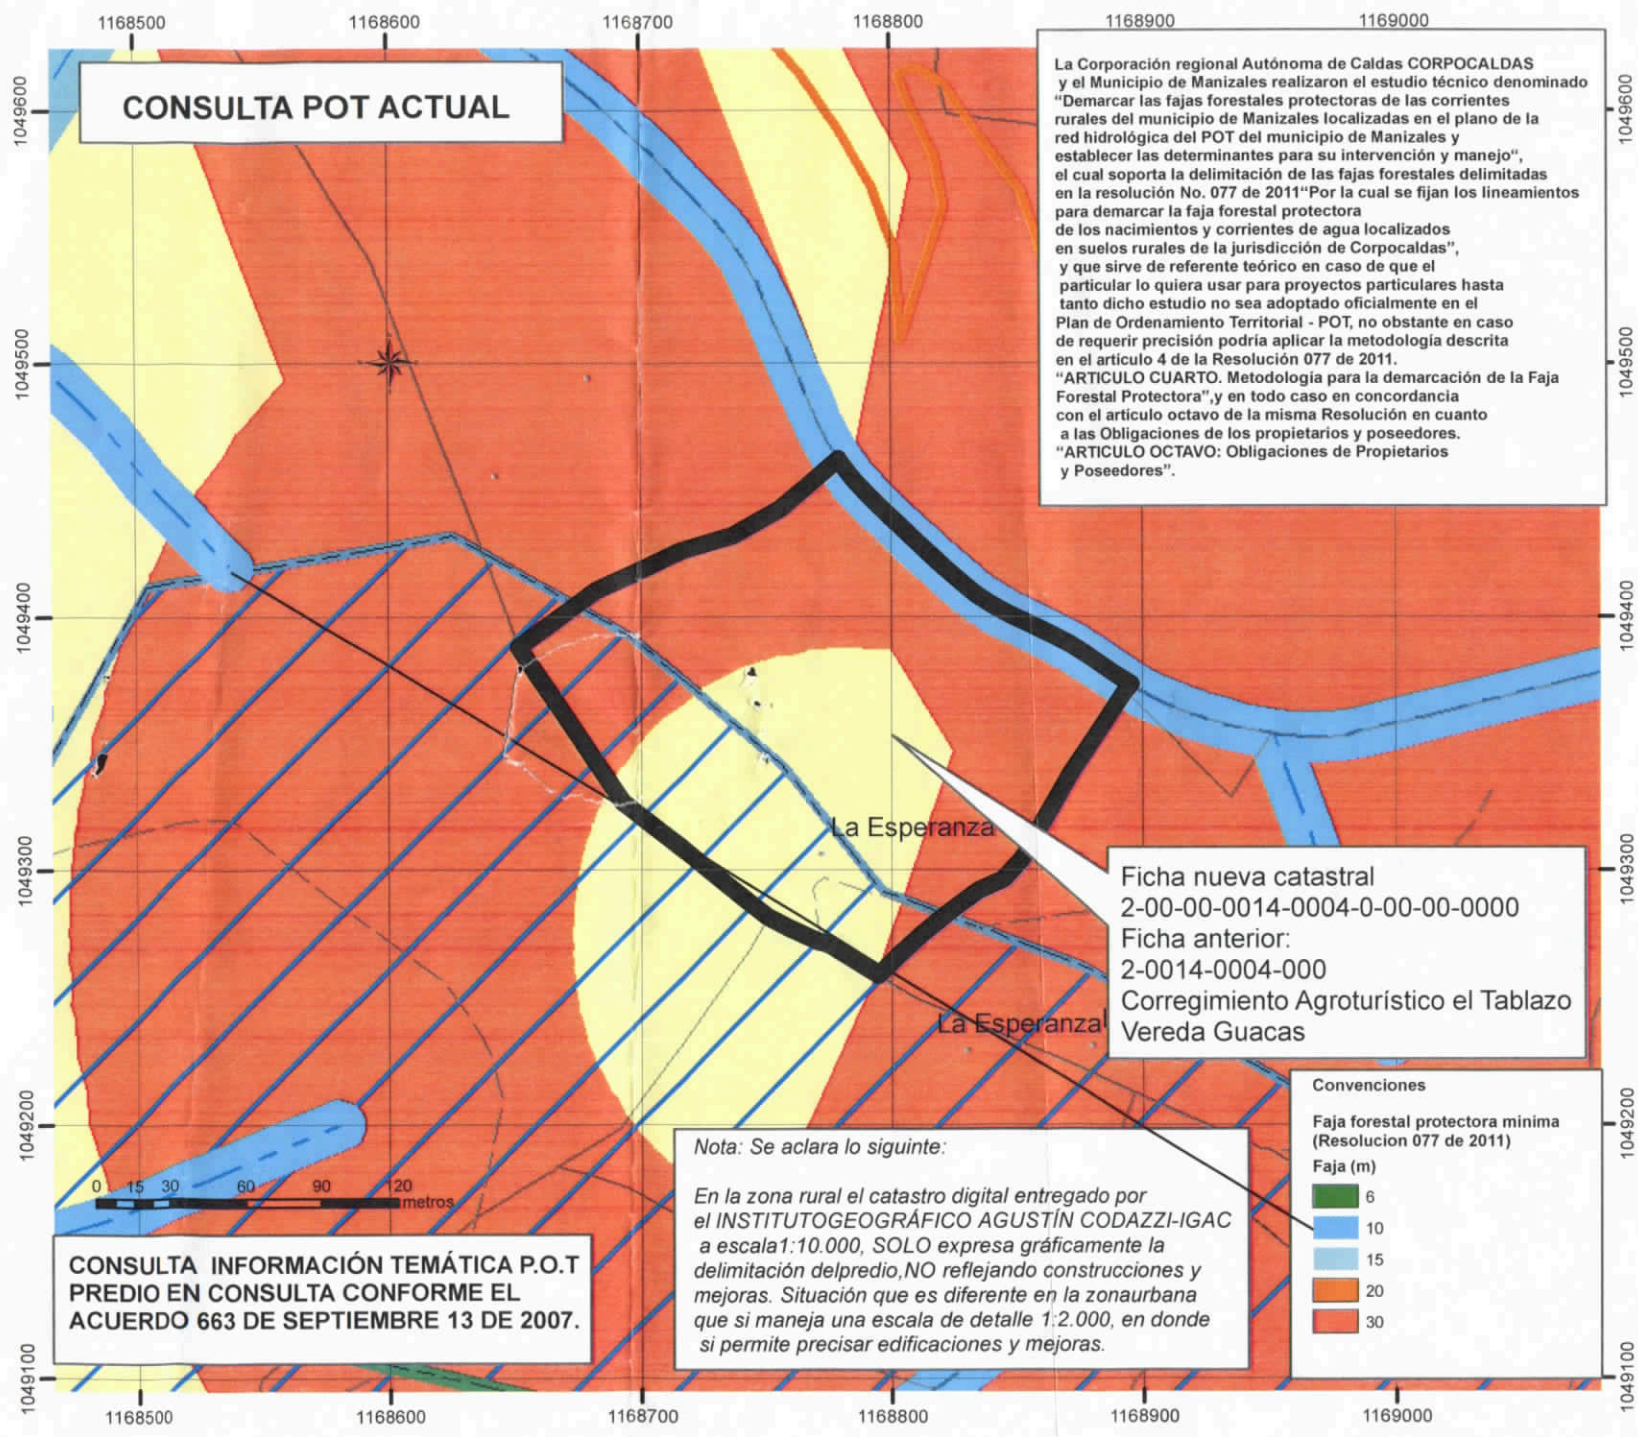 1168500
1168600
1168700
1168800
1168900
1169000
1049600
1049600
1049500
1049500
1049400
1049400
1049300
1049300
1049200
1049200
1049100
1049100
CONSULTA POT ACTUAL
La Corporación regional Autónoma de Caldas CORPOCALDAS
y el Municipio de Manizales realizaron el estudio técnico denominado
"Demarcar las fajas forestales protectoras de las corrientes
rurales del municipio de Manizales localizadas en el plano de la
red hidrológica del POT del municipio de Manizales y
establecer las determinantes para su intervención y manejo",
el cual soporta la delimitación de las fajas forestales delimitadas
en la resolución No. 077 de 2011"Por la cual se fijan los lineamientos
para demarcar la faja forestal protectora
de los nacimientos y corrientes de agua localizados
en suelos rurales de la jurisdicción de Corpocaldas",
y que sirve de referente teórico en caso de que el
particular lo quiera usar para proyectos particulares hasta
tanto dicho estudio no sea adoptado oficialmente en el
Plan de Ordenamiento Territorial - POT, no obstante en caso
de requerir precisión podría aplicar la metodología descrita
en el artículo 4 de la Resolución 077 de 2011.
"ARTICULO CUARTO. Metodología para la demarcación de la Faja
Forestal Protectora",y en todo caso en concordancia
con el artículo octavo de la misma Resolución en cuanto
a las Obligaciones de los propietarios y poseedores.
"ARTICULO OCTAVO: Obligaciones de Propietarios
y Poseedores".
La Esperanza
La Esperanza
Ficha nueva catastral
2-00-00-0014-0004-0-00-00-0000
Ficha anterior:
2-0014-0004-000
Corregimiento Agroturístico el Tablazo
Vereda Guacas
Convenciones
Faja forestal protectora minima
(Resolucion 077 de 2011)
Faja (m)
6
10
15
20
30
Nota: Se aclara lo siguinte:
En la zona rural el catastro digital entregado por
el INSTITUTOGEOGRÁFICO AGUSTÍN CODAZZI-IGAC
a escala1:10.000, SOLO expresa gráficamente la
delimitación delpredio,NO reflejando construcciones y
mejoras. Situación que es diferente en la zonaurbana
que si maneja una escala de detalle 1:2.000, en donde
si permite precisar edificaciones y mejoras.
0 15 30 60 90 120
metros
CONSULTA INFORMACIÓN TEMÁTICA P.O.T
PREDIO EN CONSULTA CONFORME EL
ACUERDO 663 DE SEPTIEMBRE 13 DE 2007.
1168500
1168600
1168700
1168800
1168900
1169000